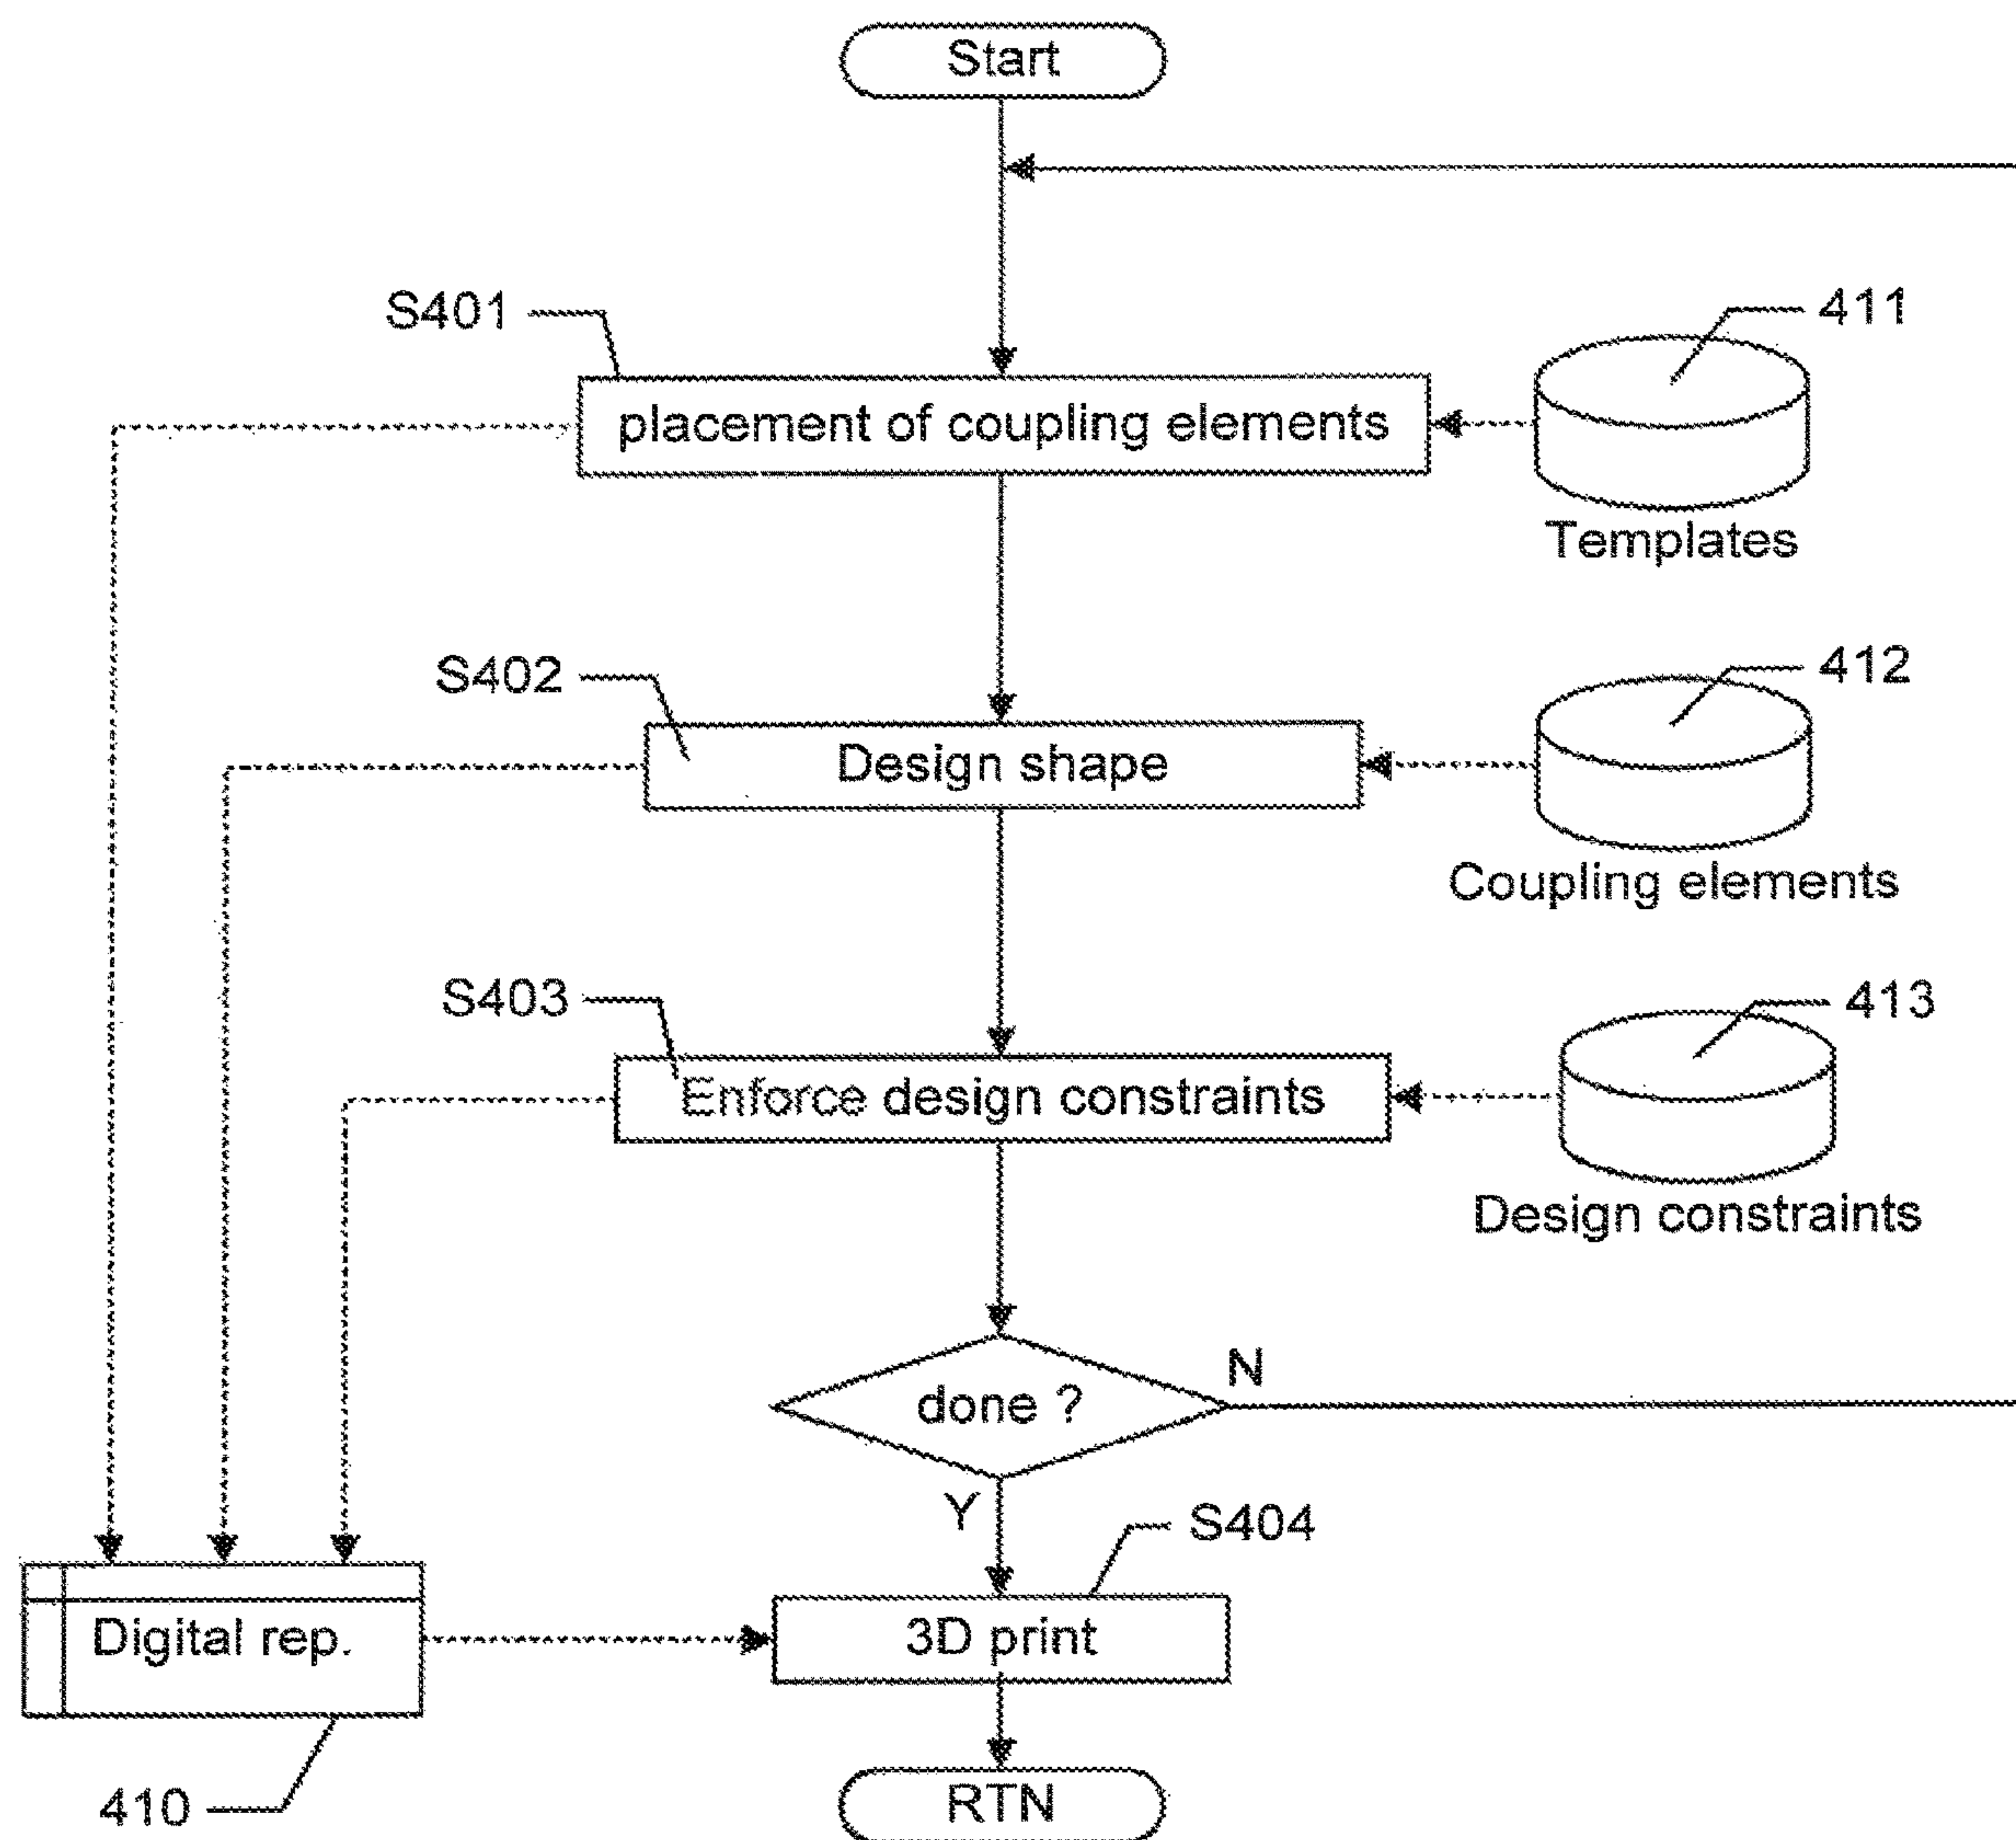 Start
S401
411
placement of coupling elements
Templates
S402
412
Design shape
Coupling elements
S403
413
Enforce design constraints
Design constraints
N
done ?
Y
S404
Digital rep.
3D print
410
RTN